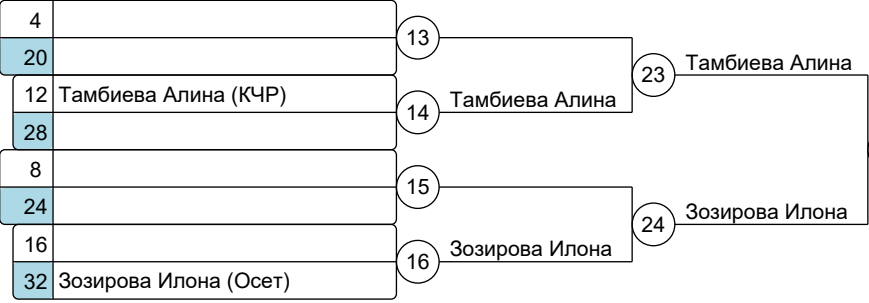 4
20
13
12 Тамбиева Алина (КЧР)
28
14 Тамбиева Алина
23 Тамбиева Алина
8
24
15
16
32 Зозирова Илона (Осет)
16 Зозирова Илона
24 Зозирова Илона